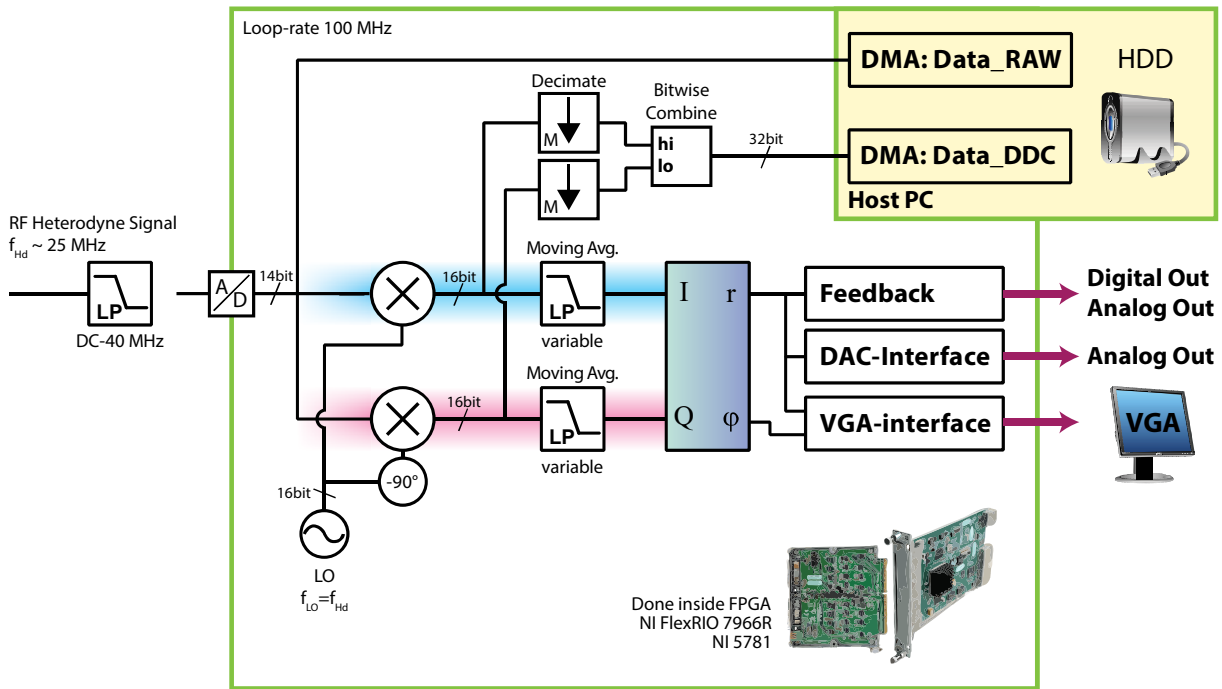 Loop-rate 100 MHz
DMA: Data_RAW
HDD
Decimate
Bitwise
Combine
M
hi
lo
32bit
DMA: Data_DDC
M
Host PC
RF Heterodyne Signal
f_Hd ~ 25 MHz
LP
DC-40 MHz
A/D
14bit
16bit
Moving Avg.
LP
variable
I
r
Feedback
Digital Out
Analog Out
DAC-Interface
Analog Out
16bit
Moving Avg.
LP
variable
Q
φ
VGA-interface
VGA
-90°
16bit
LO
f_LO=f_Hd
Done inside FPGA
NI FlexRIO 7966R
NI 5781